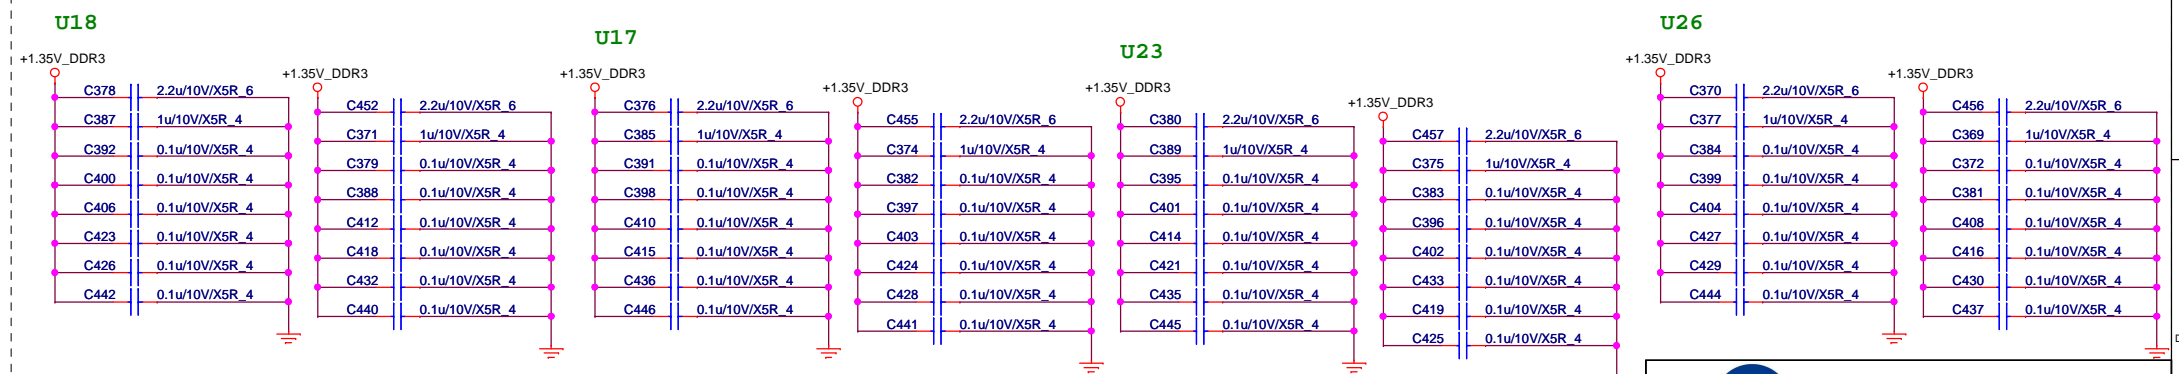 U18
+1.35V_DDR3
C378 2.2u/10V/X5R_6
C387 1u/10V/X5R_4
C392 0.1u/10V/X5R_4
C400 0.1u/10V/X5R_4
C406 0.1u/10V/X5R_4
C423 0.1u/10V/X5R_4
C426 0.1u/10V/X5R_4
C442 0.1u/10V/X5R_4
+1.35V_DDR3
C452 2.2u/10V/X5R_6
C371 1u/10V/X5R_4
C379 0.1u/10V/X5R_4
C388 0.1u/10V/X5R_4
C412 0.1u/10V/X5R_4
C418 0.1u/10V/X5R_4
C432 0.1u/10V/X5R_4
C440 0.1u/10V/X5R_4
U17
+1.35V_DDR3
C376 2.2u/10V/X5R_6
C385 1u/10V/X5R_4
C391 0.1u/10V/X5R_4
C398 0.1u/10V/X5R_4
C410 0.1u/10V/X5R_4
C415 0.1u/10V/X5R_4
C436 0.1u/10V/X5R_4
C446 0.1u/10V/X5R_4
+1.35V_DDR3
C455 2.2u/10V/X5R_6
C374 1u/10V/X5R_4
C382 0.1u/10V/X5R_4
C397 0.1u/10V/X5R_4
C403 0.1u/10V/X5R_4
C424 0.1u/10V/X5R_4
C428 0.1u/10V/X5R_4
C441 0.1u/10V/X5R_4
U23
+1.35V_DDR3
C380 2.2u/10V/X5R_6
C389 1u/10V/X5R_4
C395 0.1u/10V/X5R_4
C401 0.1u/10V/X5R_4
C414 0.1u/10V/X5R_4
C421 0.1u/10V/X5R_4
C435 0.1u/10V/X5R_4
C445 0.1u/10V/X5R_4
+1.35V_DDR3
C457 2.2u/10V/X5R_6
C375 1u/10V/X5R_4
C383 0.1u/10V/X5R_4
C396 0.1u/10V/X5R_4
C402 0.1u/10V/X5R_4
C433 0.1u/10V/X5R_4
C419 0.1u/10V/X5R_4
C425 0.1u/10V/X5R_4
U26
+1.35V_DDR3
C370 2.2u/10V/X5R_6
C377 1u/10V/X5R_4
C384 0.1u/10V/X5R_4
C399 0.1u/10V/X5R_4
C404 0.1u/10V/X5R_4
C427 0.1u/10V/X5R_4
C429 0.1u/10V/X5R_4
C444 0.1u/10V/X5R_4
+1.35V_DDR3
C456 2.2u/10V/X5R_6
C369 1u/10V/X5R_4
C372 0.1u/10V/X5R_4
C381 0.1u/10V/X5R_4
C408 0.1u/10V/X5R_4
C416 0.1u/10V/X5R_4
C430 0.1u/10V/X5R_4
C437 0.1u/10V/X5R_4